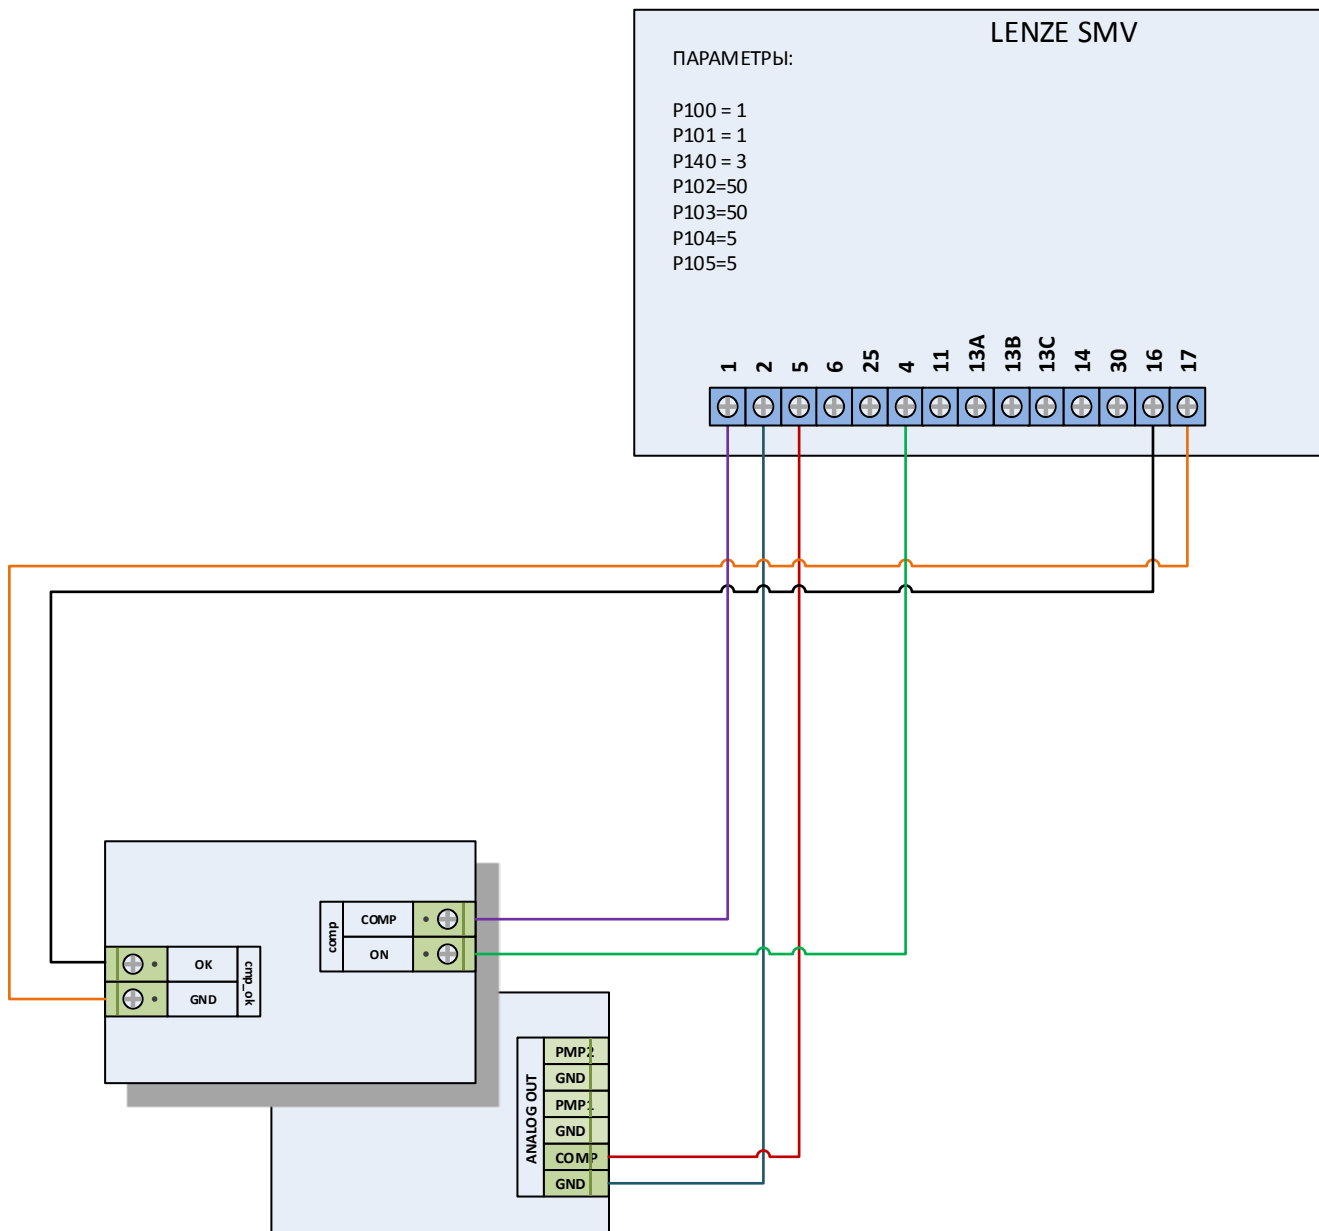 LENZE SMV
ПАРАМЕТРЫ:
P100 = 1
P101 = 1
P140 = 3
P102=50
P103=50
P104=5
P105=5
1 2 5 6 25 4 11 13A 13B 13C 14 30 16 17
comp
COMP
ON
OK
GND
cmp_ok
ANALOG OUT
PMP2
GND
PMP1
GND
COMP
GND